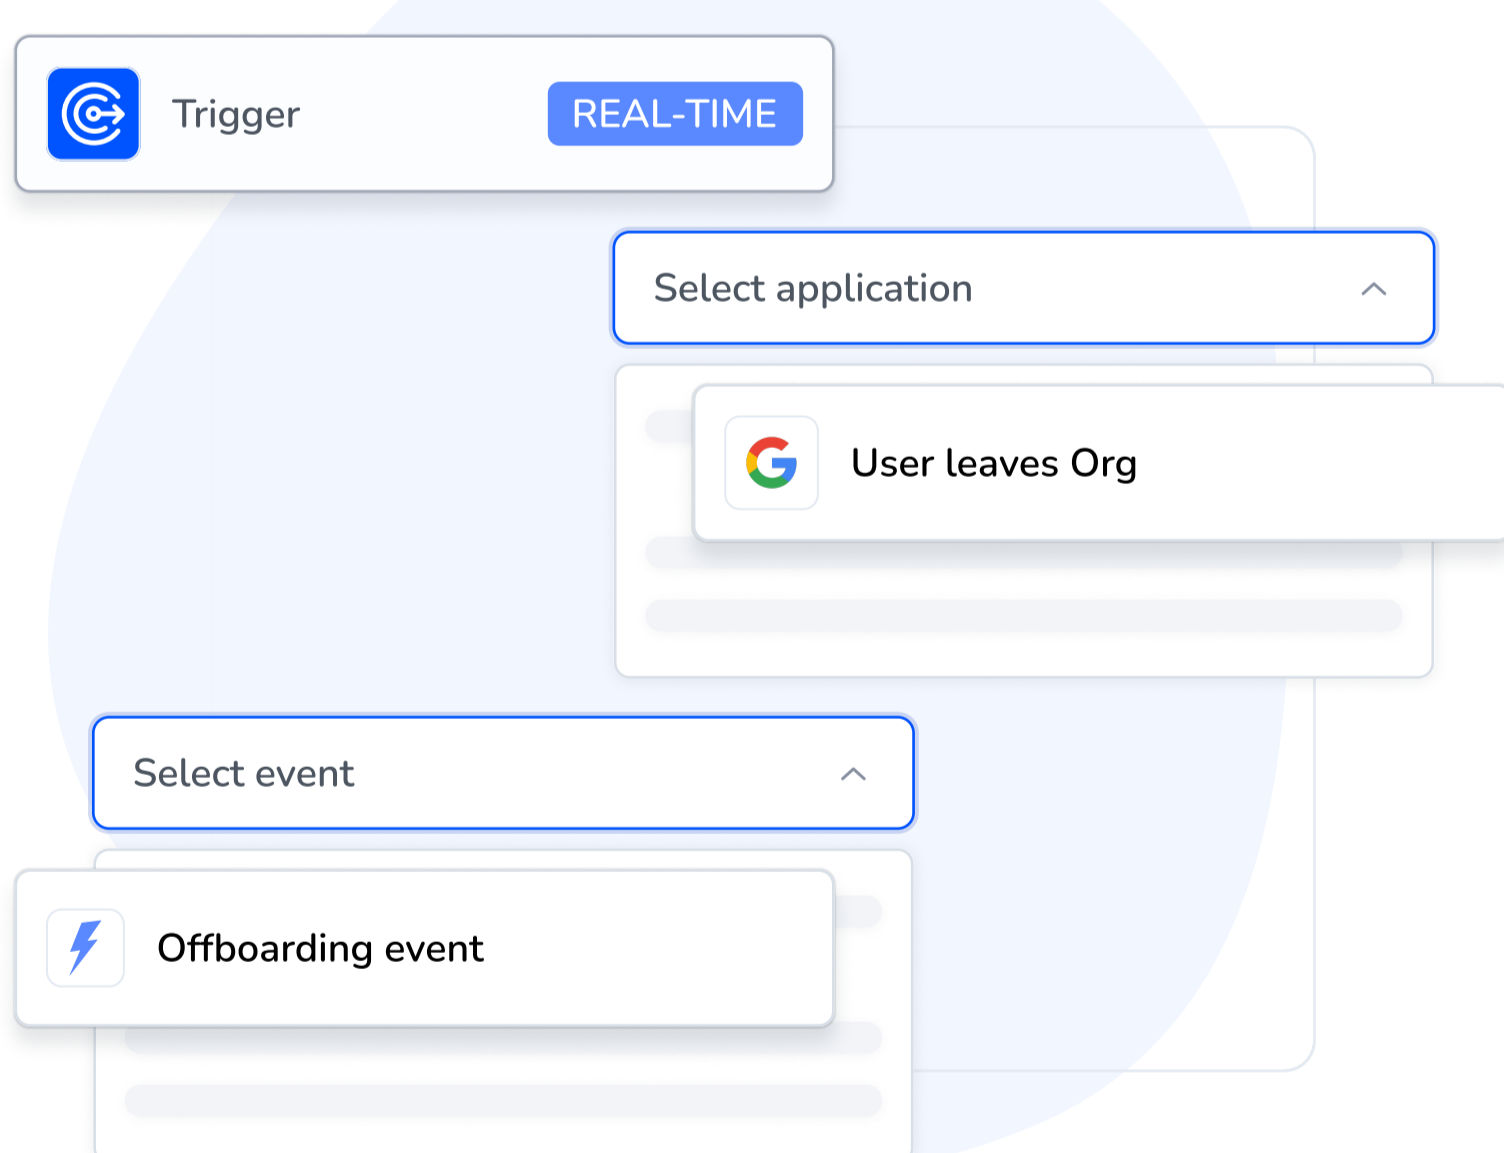 Trigger
REAL-TIME
Select application
User leaves Org
Select event
Offboarding event